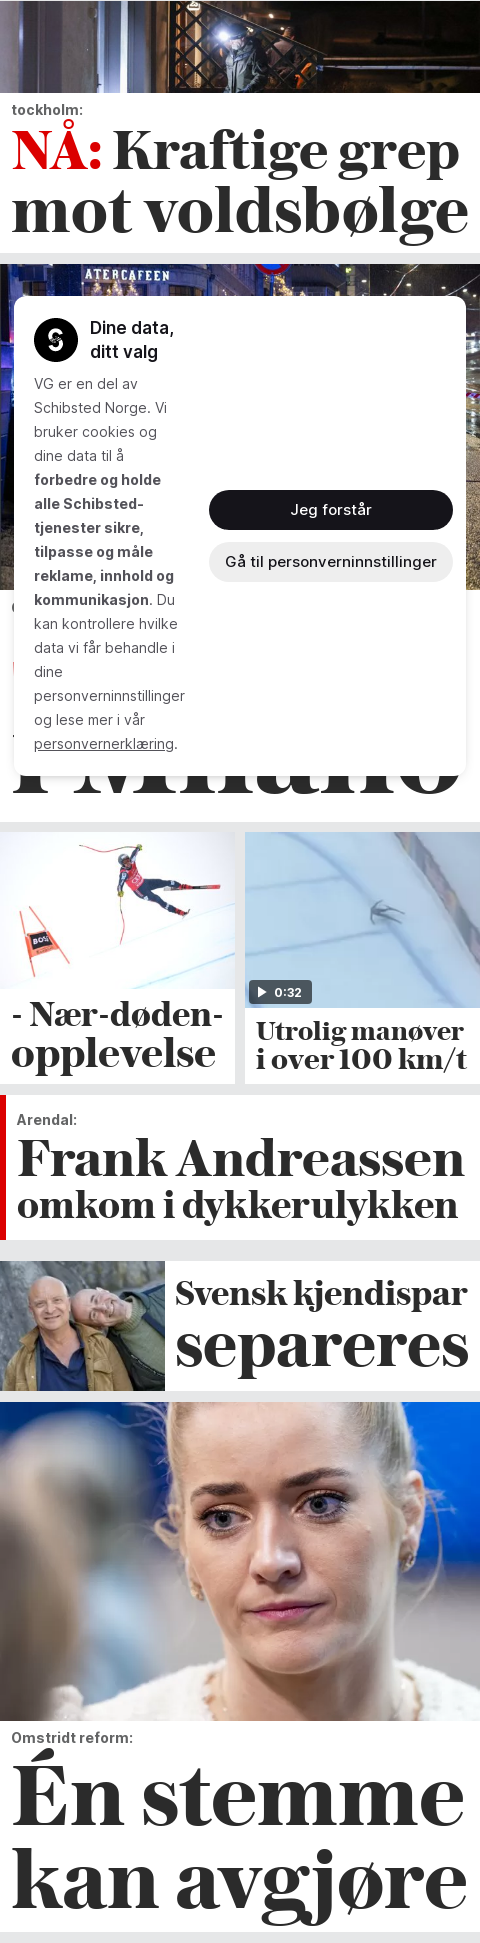 tockholm:
NÅ: Kraftige grep
mot voldsbølge
ATERCAFEEN
Dine data,
ditt valg
VG er en del av
Schibsted Norge. Vi
bruker cookies og
dine data til å
forbedre og holde
alle Schibsted-
tjenester sikre,
tilpasse og måle
reklame, innhold og
kommunikasjon. Du
kan kontrollere hvilke
data vi får behandle i
dine
personverninnstillinger
og lese mer i vår
personvernerklæring.
Jeg forstår
Gå til personverninnstillinger
i Milano
- Nær-døden-
opplevelse
0:32
Utrolig manøver
i over 100 km/t
Arendal:
Frank Andreassen
omkom i dykkerulykken
Svensk kjendispar
separeres
Omstridt reform:
Én stemme
kan avgjøre